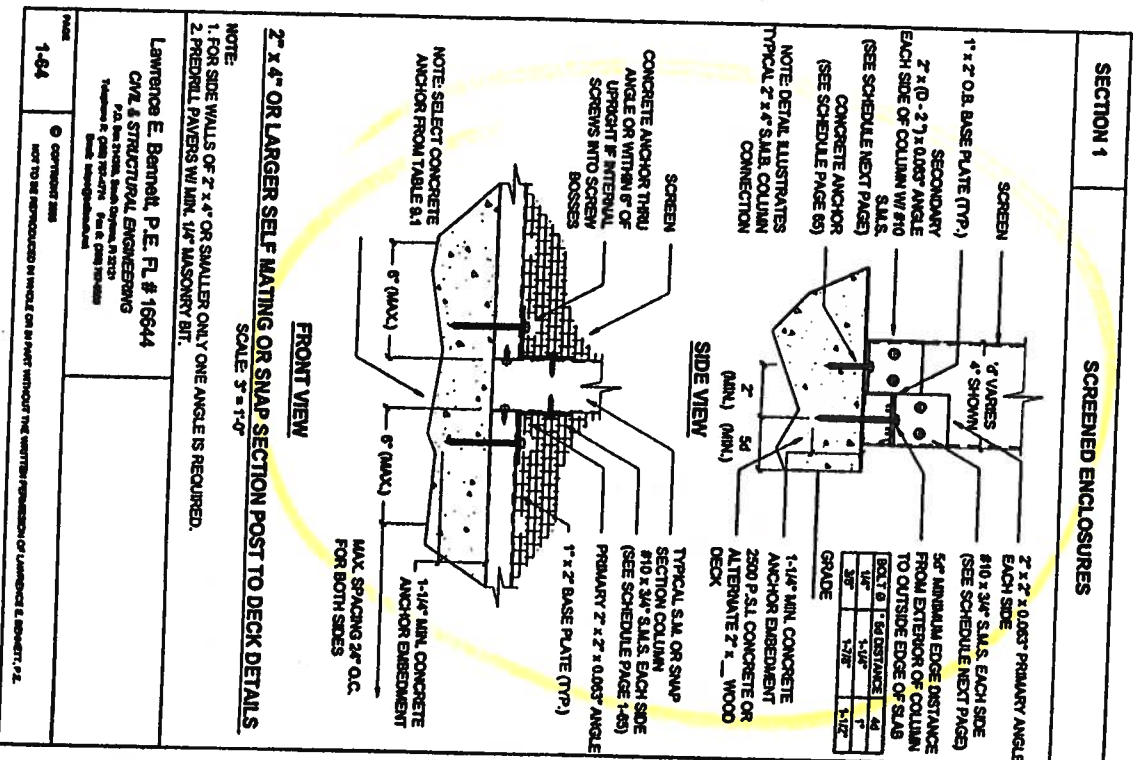 SECTION 1
SCREENED ENCLOSURES
SCREEN
1" x 2" O.B. BASE PLATE (TYP.)
SECONDARY
2" x (D - 2") x 0.063" ANGLE
EACH SIDE OF COLUMN W/ #10
S.M.S.
(SEE SCHEDULE NEXT PAGE)
CONCRETE ANCHOR
(SEE SCHEDULE PAGE 65)
NOTE: DETAIL ILLUSTRATES
TYPICAL 2" x 4" S.M.B. COLUMN
CONNECTION
'd' VARIES
4" SHOWN
2"
(MIN.)
5d
(MIN.)
2" x 2" x 0.063" PRIMARY ANGLE
EACH SIDE
#10 x 3/4" S.M.S. EACH SIDE
(SEE SCHEDULE NEXT PAGE)
5d* MINIMUM EDGE DISTANCE
FROM EXTERIOR OF COLUMN
TO OUTSIDE EDGE OF SLAB
BOLT Ø * 5d DISTANCE 4d
1/4" 1-1/4" 1"
3/8" 1-7/8" 1-1/2"
GRADE
1-1/4" MIN. CONCRETE
ANCHOR EMBEDMENT
2500 P.S.I. CONCRETE OR
ALTERNATE 2" x __ WOOD
DECK
SIDE VIEW
SCREEN
CONCRETE ANCHOR THRU
ANGLE OR WITHIN 6" OF
UPRIGHT IF INTERNAL
SCREWS INTO SCREW
BOSSES
NOTE: SELECT CONCRETE
ANCHOR FROM TABLE 9.1
6" (MAX.)
6" (MAX.)
TYPICAL S.M. OR SNAP
SECTION COLUMN
#10 x 3/4" S.M.S. EACH SIDE
(SEE SCHEDULE PAGE 1-65)
PRIMARY 2" x 2" x 0.063" ANGLE
1" x 2" BASE PLATE (TYP.)
1-1/4" MIN. CONCRETE
ANCHOR EMBEDMENT
MAX. SPACING 24" O.C.
FOR BOTH SIDES
FRONT VIEW
2" x 4" OR LARGER SELF MATING OR SNAP SECTION POST TO DECK DETAILS
SCALE: 3" = 1'-0"
NOTE:
1. FOR SIDE WALLS OF 2" x 4" OR SMALLER ONLY ONE ANGLE IS REQUIRED.
2. PREDRILL PAVERS W/ MIN. 1/4" MASONRY BIT.
Lawrence E. Bennett, P.E. FL # 16644
CIVIL & STRUCTURAL ENGINEERING
PAGE
1-64
NOT TO BE REPRODUCED IN WHOLE OR IN PART WITHOUT THE WRITTEN PERMISSION OF LAWRENCE E. BENNETT, P.E.